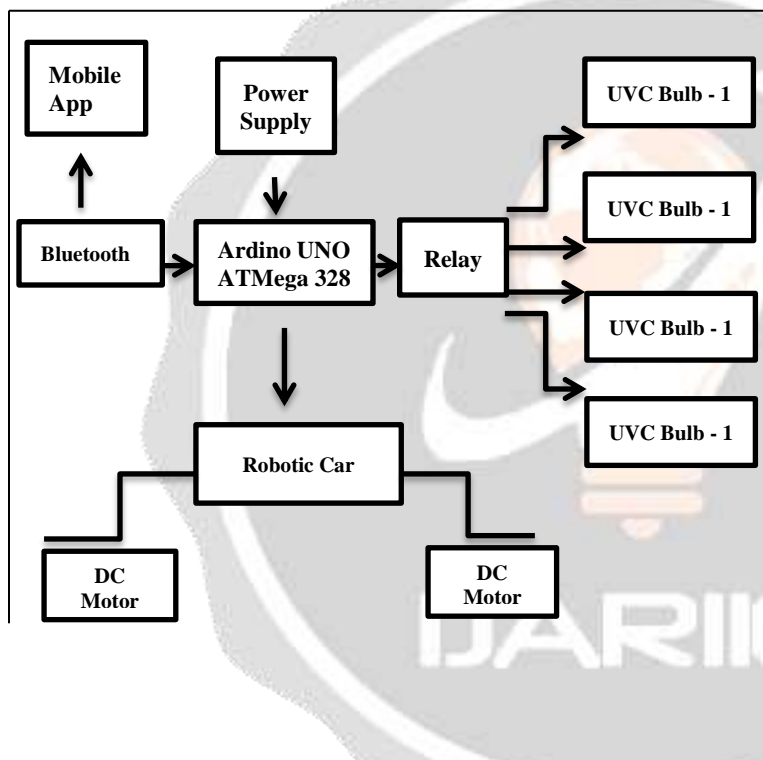 Mobile
App
Power
Supply
UVC Bulb - 1
UVC Bulb - 1
Bluetooth
Ardino UNO
ATMega 328
Relay
UVC Bulb - 1
UVC Bulb - 1
Robotic Car
DC
Motor
DC
Motor